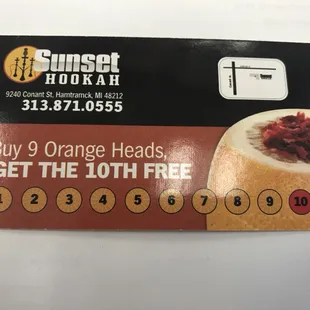 Sunset
HOOKAH
9240 Conant St. Hamtramck, MI 48212
313.871.0555
Buy 9 Orange Heads,
GET THE 10TH FREE
1 2 3 4 5 6 7 8 9 10